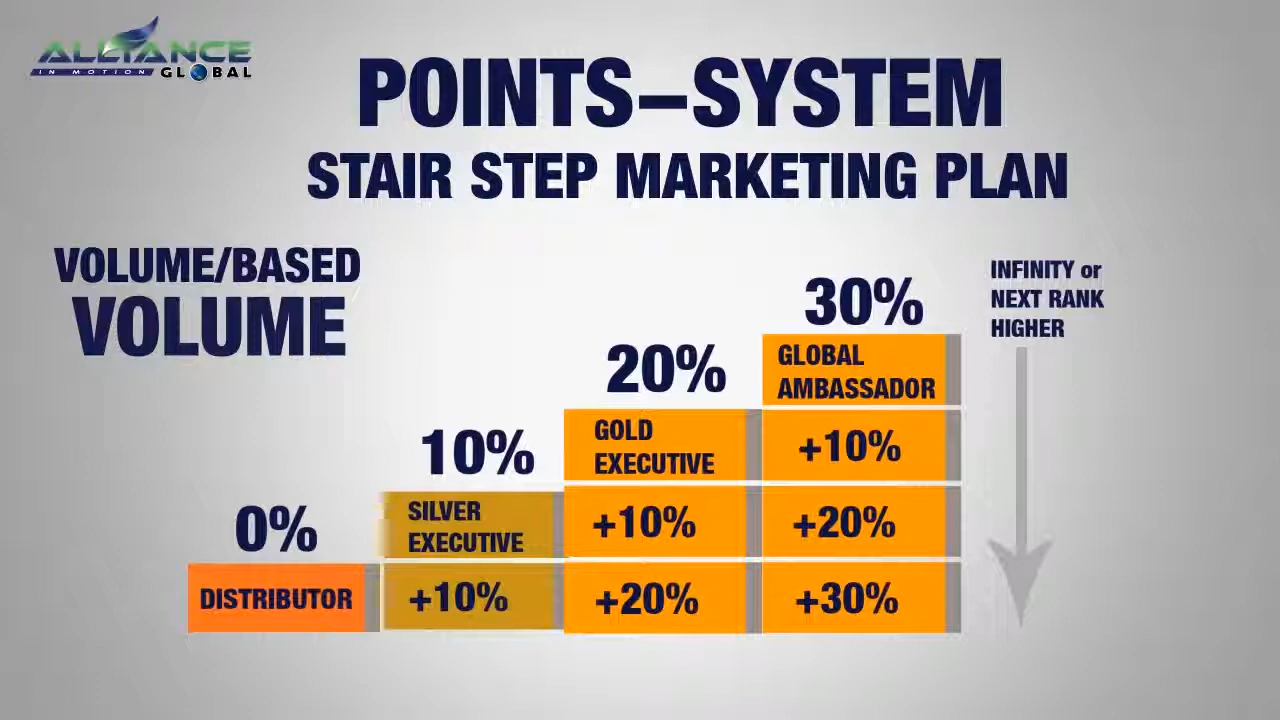 ALLIANCE
IN MOTION GLOBAL
POINTS–SYSTEM
STAIR STEP MARKETING PLAN
VOLUME/BASED
VOLUME
INFINITY or
NEXT RANK
HIGHER
30%
GLOBAL
AMBASSADOR
20%
GOLD
EXECUTIVE
+10%
10%
SILVER
EXECUTIVE
+10%
+20%
0%
DISTRIBUTOR
+10%
+20%
+30%